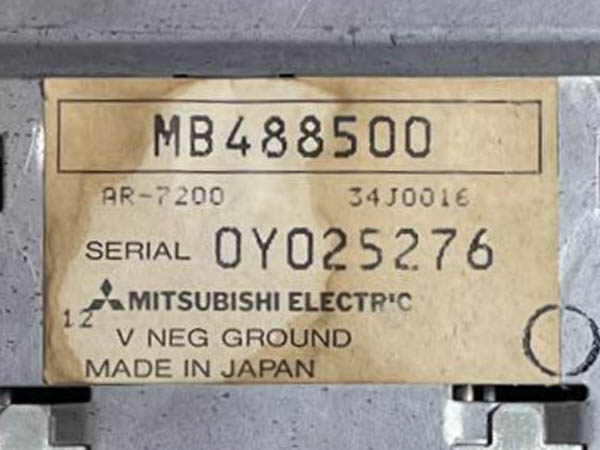 MB488500
AR-7200 34J0016
SERIAL 0Y025276
MITSUBISHI ELECTRIC
12 V NEG GROUND
MADE IN JAPAN